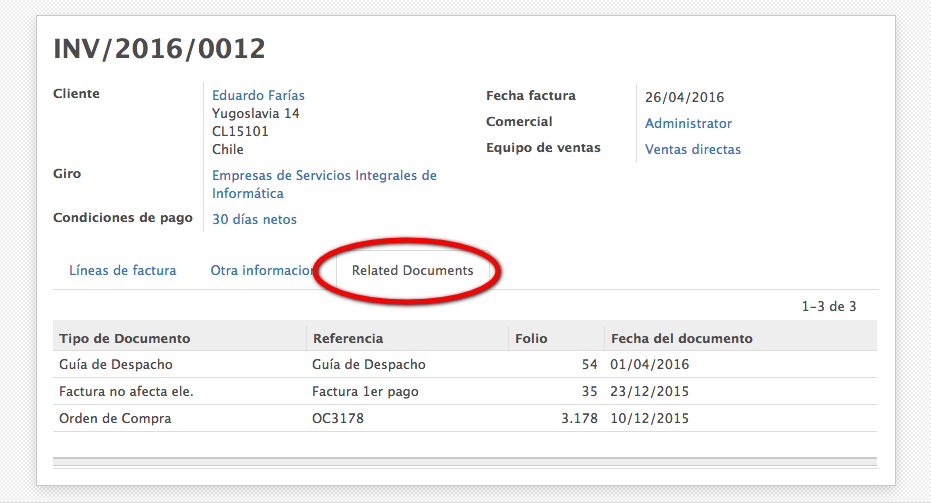 INV/2016/0012
Cliente
Eduardo Farías
Yugoslavia 14
CL15101
Chile
Fecha factura 26/04/2016
Comercial Administrator
Equipo de ventas Ventas directas
Giro
Empresas de Servicios Integrales de
Informática
Condiciones de pago 30 días netos
Líneas de factura Otra informacion Related Documents
1-3 de 3
Tipo de Documento Referencia Folio Fecha del documento
Guía de Despacho Guía de Despacho 54 01/04/2016
Factura no afecta ele. Factura 1er pago 35 23/12/2015
Orden de Compra OC3178 3.178 10/12/2015